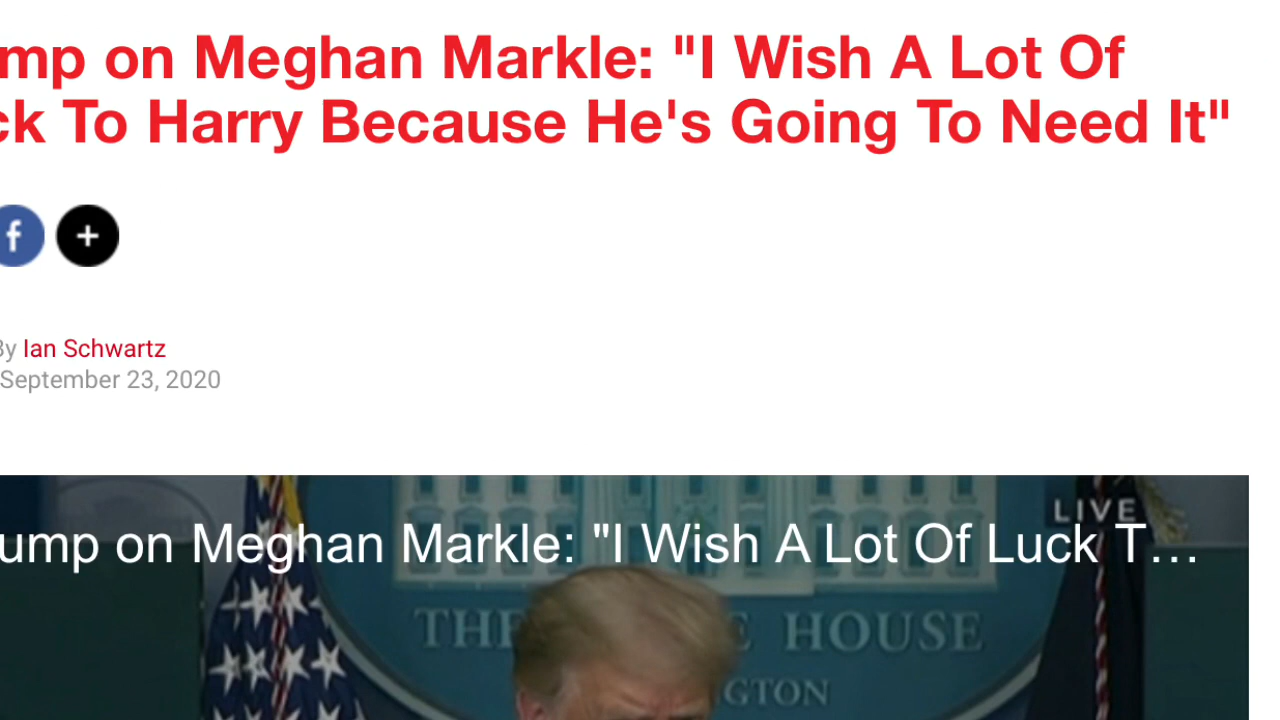 mp on Meghan Markle: "I Wish A Lot Of
ck To Harry Because He's Going To Need It"
f +
By Ian Schwartz
September 23, 2020
LIVE
ump on Meghan Markle: "I Wish A Lot Of Luck T...
THE HOUSE
GTON